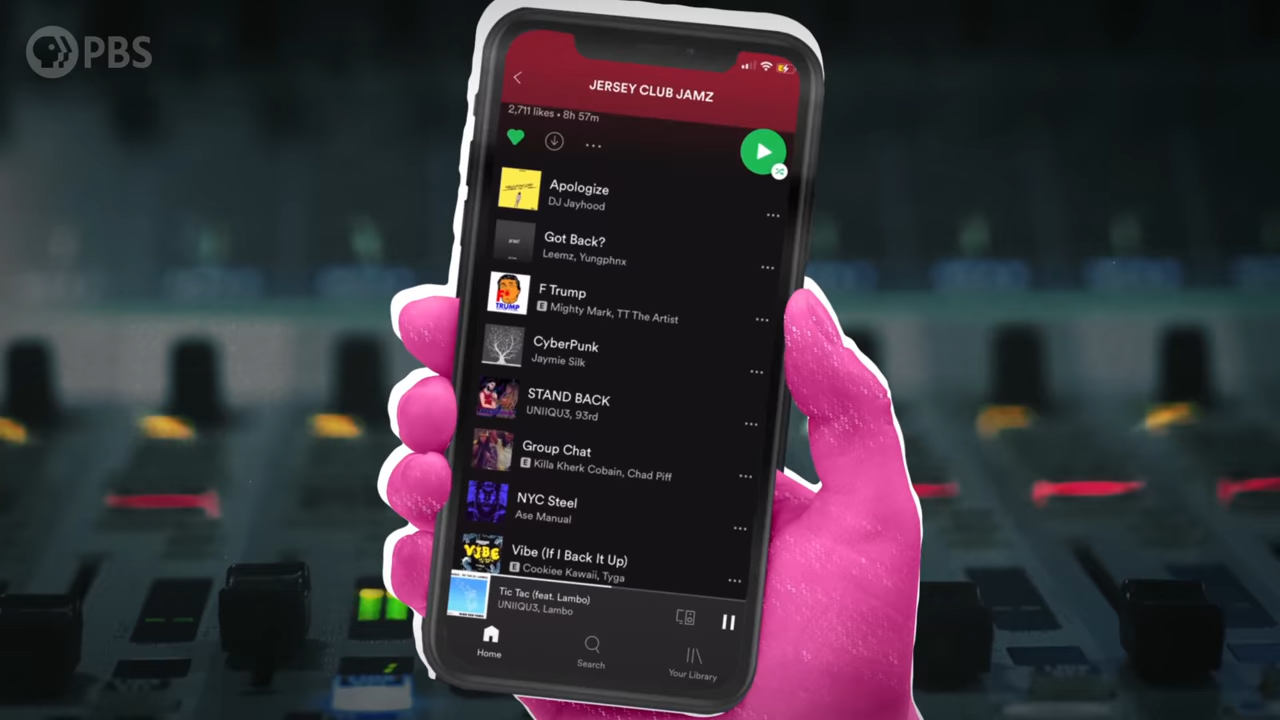 PBS
JERSEY CLUB JAMZ
2,711 likes • 8h 57m
Apologize
DJ Jayhood
Got Back?
Leemz, Yungphnx
F Trump
E Mighty Mark, TT The Artist
TRUMP
CyberPunk
Jaymie Silk
STAND BACK
UNIIQU3, 93rd
Group Chat
E Killa Kherk Cobain, Chad Piff
NYC Steel
Ase Manual
VIBE
Vibe (If I Back It Up)
E Cookiee Kawaii, Tyga
Tic Tac (feat. Lambo)
UNIIQU3, Lambo
Home
Search
Your Library